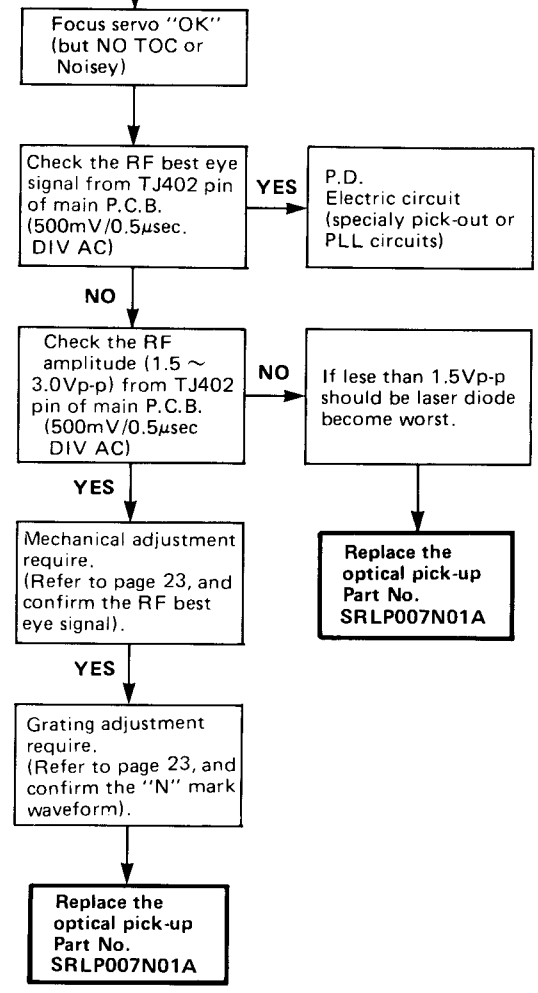 Focus servo "OK"
(but NO TOC or
Noisey)
Check the RF best eye
signal from TJ402 pin
of main P.C.B.
(500mV/0.5μsec.
DIV AC)
YES
P.D.
Electric circuit
(specialy pick-out or
PLL circuits)
NO
Check the RF
amplitude (1.5 ~
3.0Vp-p) from TJ402
pin of main P.C.B.
(500mV/0.5μsec
DIV AC)
NO
If lese than 1.5Vp-p
should be laser diode
become worst.
YES
Replace the
optical pick-up
Part No.
SRLP007N01A
Mechanical adjustment
require.
(Refer to page 23, and
confirm the RF best
eye signal).
YES
Grating adjustment
require.
(Refer to page 23, and
confirm the "N" mark
waveform).
Replace the
optical pick-up
Part No.
SRLP007N01A